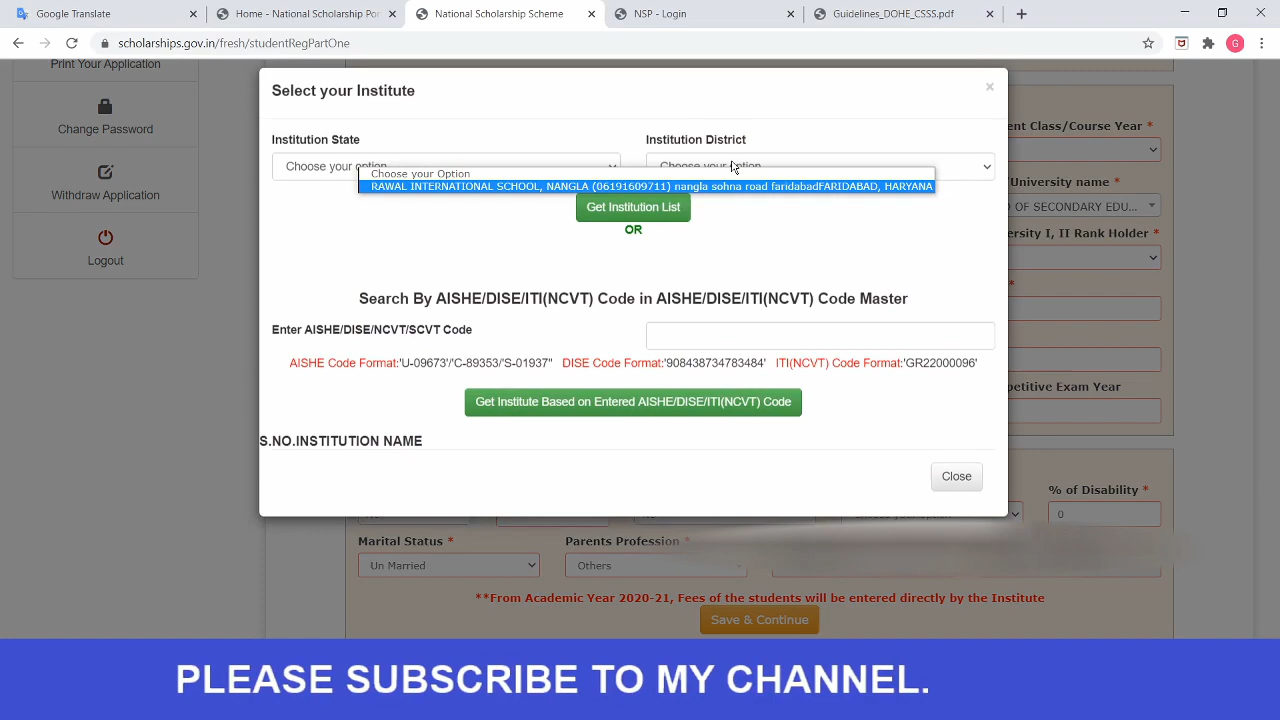 Google Translate
Home - National Scholarship Por
National Scholarship Scheme
NSP - Login
Guidelines_DOHE_CSSS.pdf
scholarships.gov.in/fresh/studentRegPartOne
G
Print Your Application
Change Password
Withdraw Application
Logout
Select your Institute
×
Institution State
Institution District
Choose your option
Choose your option
Choose your Option
RAWAL INTERNATIONAL SCHOOL, NANGLA (06191609711) nangla sohna road faridabadFARIDABAD, HARYANA
Get Institution List
OR
Search By AISHE/DISE/ITI(NCVT) Code in AISHE/DISE/ITI(NCVT) Code Master
Enter AISHE/DISE/NCVT/SCVT Code
AISHE Code Format:'U-09673'/'C-89353/'S-01937" DISE Code Format:'908438734783484' ITI(NCVT) Code Format:'GR22000096'
Get Institute Based on Entered AISHE/DISE/ITI(NCVT) Code
S.NO.INSTITUTION NAME
Close
ent Class/Course Year *
ersity name *
D OF SECONDARY EDU...
ersity I, II Rank Holder *
*
petitive Exam Year
% of Disability *
0
Marital Status *
Parents Profession *
Un Married
Others
**From Academic Year 2020-21, Fees of the students will be entered directly by the Institute
Save & Continue
PLEASE SUBSCRIBE TO MY CHANNEL.